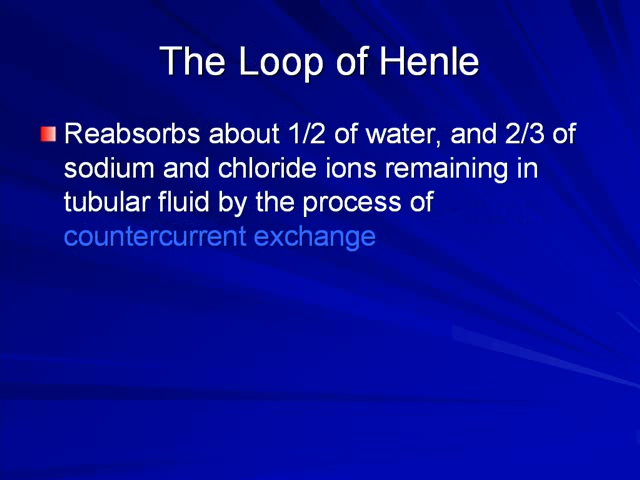 The Loop of Henle
Reabsorbs about 1/2 of water, and 2/3 of
sodium and chloride ions remaining in
tubular fluid by the process of
countercurrent exchange